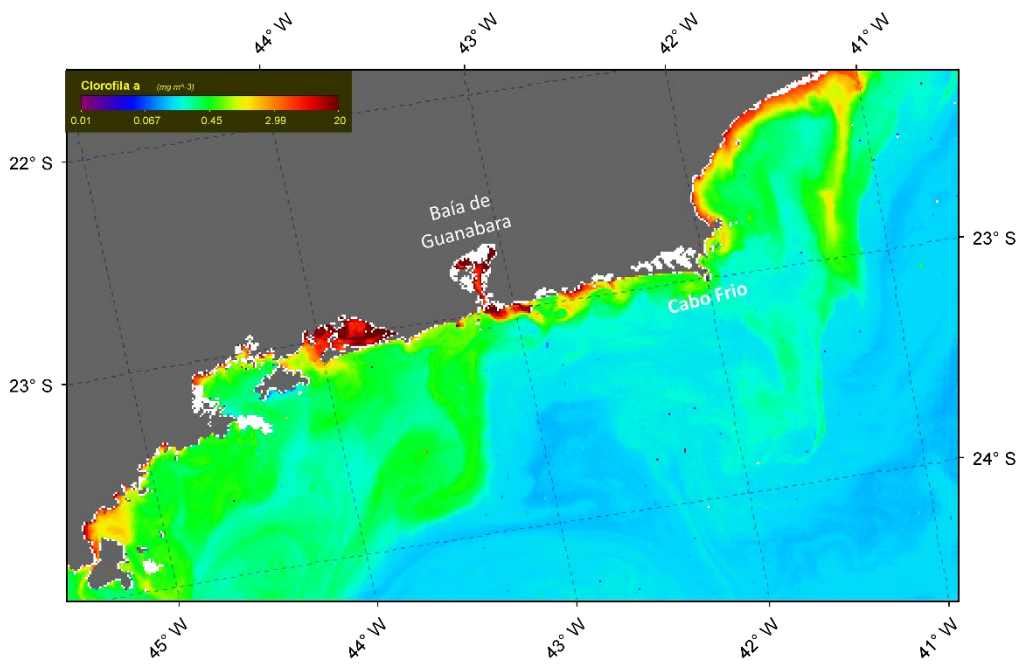 44° W
43° W
42° W
41° W
Clorofila a (mg m^-3)
0.01 0.067 0.45 2.99 20
22° S
Baía de
Guanabara
23° S
Cabo Frio
23° S
24° S
45° W
44° W
43° W
42° W
41° W